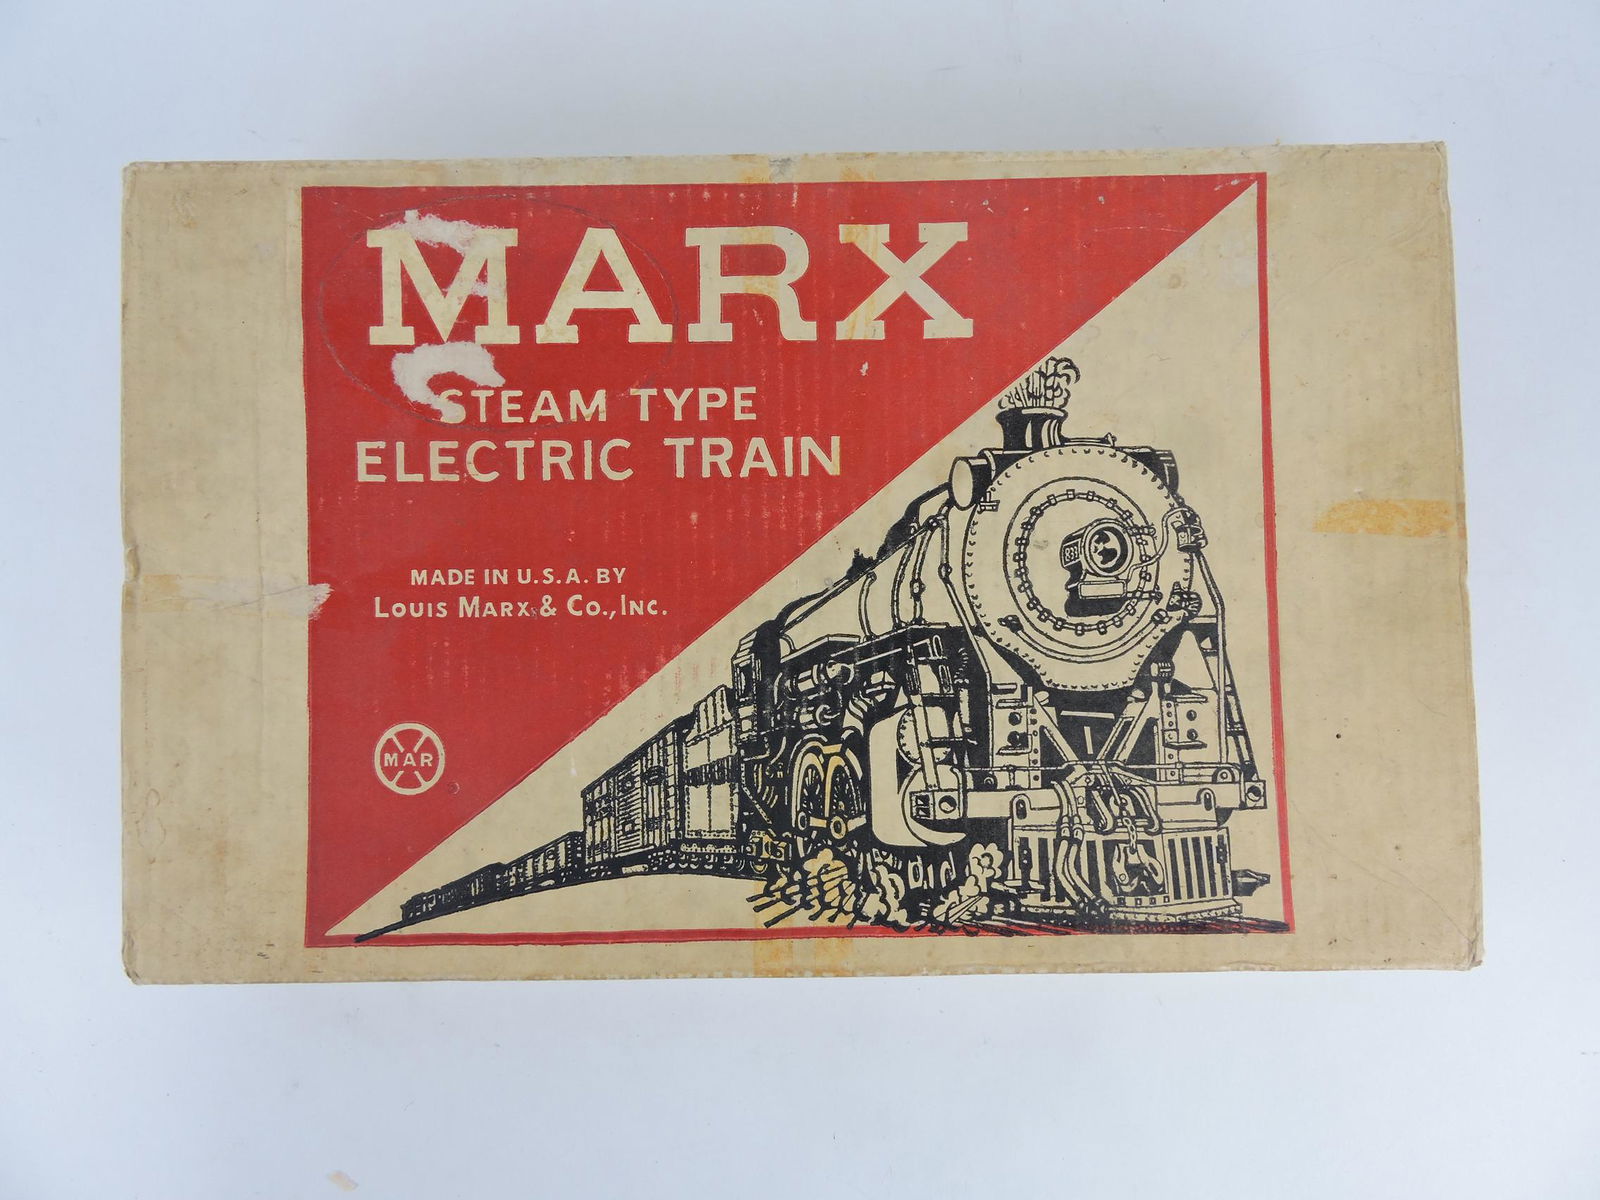 MARX
STEAM TYPE
ELECTRIC TRAIN
MADE IN U.S.A. BY
LOUIS MARX & CO., INC.
MAR